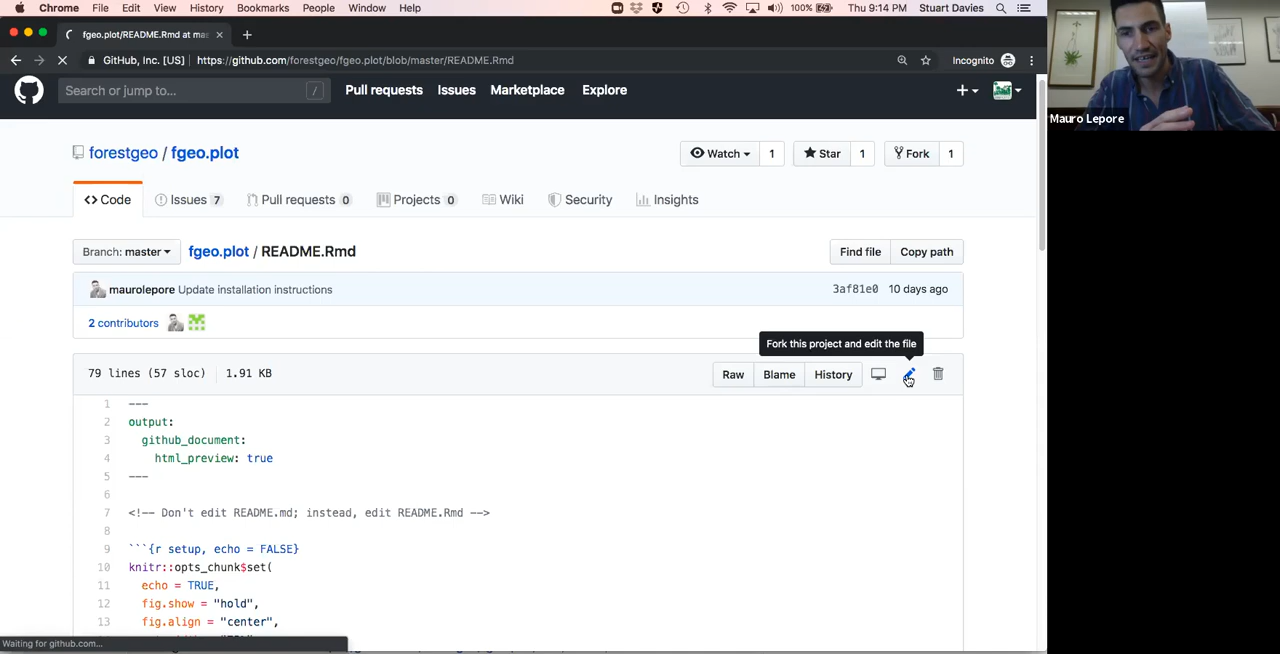 Chrome File Edit View History Bookmarks People Window Help 100% Thu 9:14 PM Stuart Davies
fgeo.plot/README.Rmd at mas
GitHub, Inc. [US] https://github.com/forestgeo/fgeo.plot/blob/master/README.Rmd Incognito
Search or jump to... / Pull requests Issues Marketplace Explore
Mauro Lepore
forestgeo / fgeo.plot Watch 1 Star 1 Fork 1
Code Issues 7 Pull requests 0 Projects 0 Wiki Security Insights
Branch: master fgeo.plot / README.Rmd Find file Copy path
maurolepore Update installation instructions 3af81e0 10 days ago
2 contributors
Fork this project and edit the file
79 lines (57 sloc) 1.91 KB Raw Blame History
1 ---
2 output:
3 github_document:
4 html_preview: true
5 ---
6
7 <!-- Don't edit README.md; instead, edit README.Rmd -->
8
9 ```{r setup, echo = FALSE}
10 knitr::opts_chunk$set(
11 echo = TRUE,
12 fig.show = "hold",
13 fig.align = "center",
Waiting for github.com...